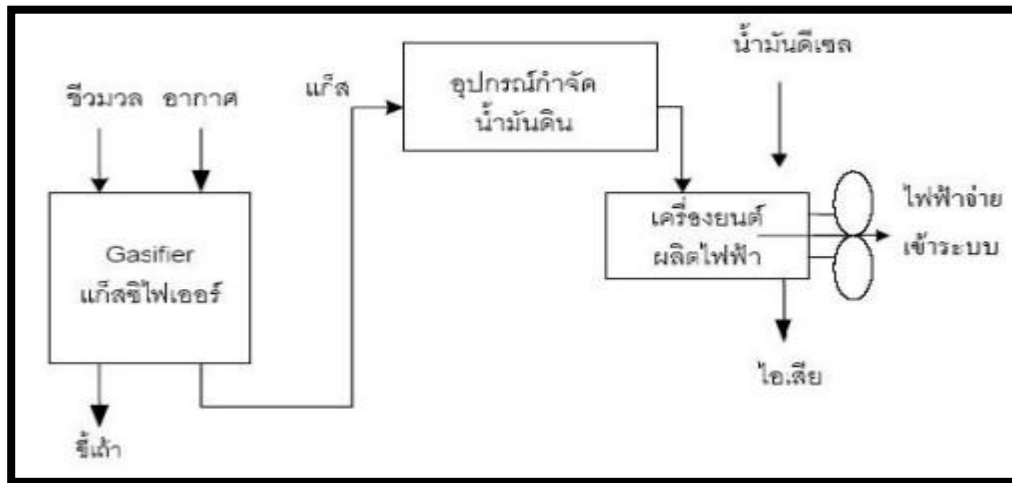 น้ำมันดีเซล
ชีวมวล อากาศ
แก๊ส
อุปกรณ์กำจัด
น้ำมันดิน
Gasifier
แก๊สซิไฟเออร์
เครื่องยนต์
ผลิตไฟฟ้า
ไฟฟ้าจ่าย
เข้าระบบ
ไอเสีย
ขี้เถ้า